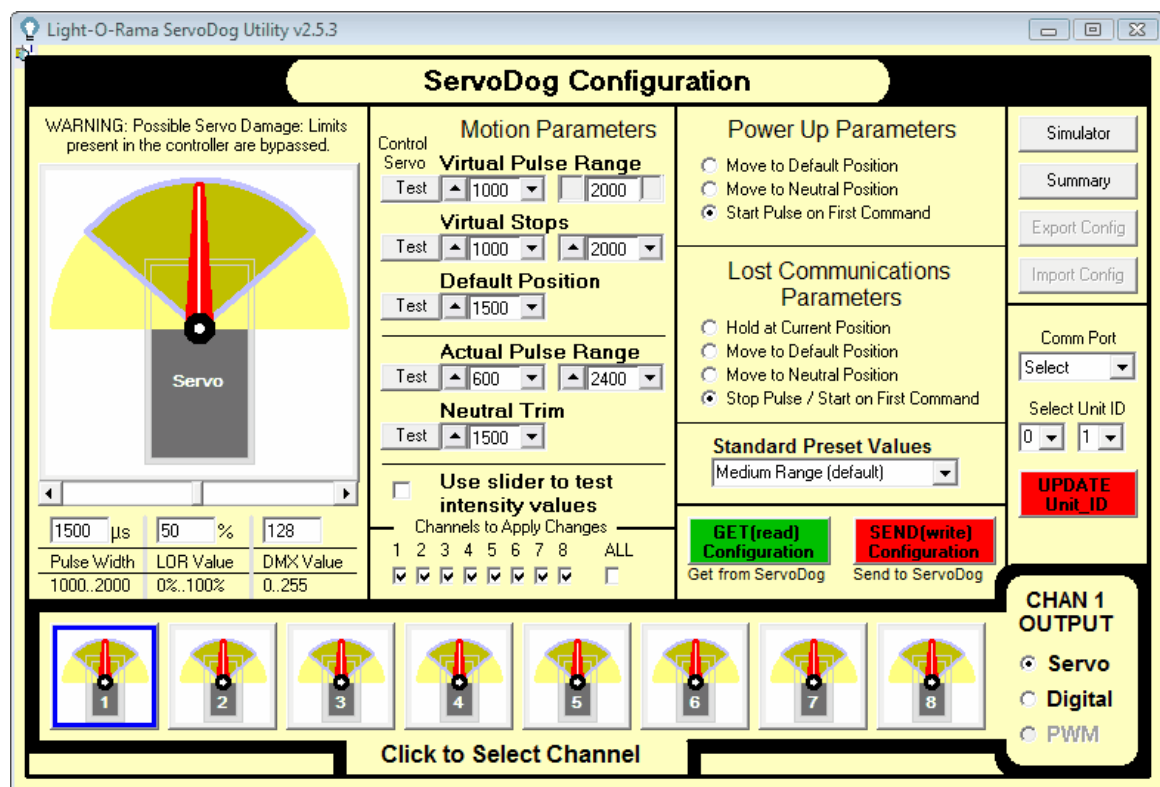 Light-O-Rama ServoDog Utility v2.5.3
ServoDog Configuration
WARNING: Possible Servo Damage: Limits
present in the controller are bypassed.
Servo
1500 µs 50 % 128
Pulse Width LOR Value DMX Value
1000..2000 0%..100% 0..255
Motion Parameters
Control
Servo Virtual Pulse Range
Test 1000 2000
Virtual Stops
Test 1000 2000
Default Position
Test 1500
Actual Pulse Range
Test 600 2400
Neutral Trim
Test 1500
Use slider to test
intensity values
Channels to Apply Changes
1 2 3 4 5 6 7 8 ALL
Power Up Parameters
Move to Default Position
Move to Neutral Position
Start Pulse on First Command
Lost Communications
Parameters
Hold at Current Position
Move to Default Position
Move to Neutral Position
Stop Pulse / Start on First Command
Standard Preset Values
Medium Range (default)
GET(read)
Configuration
Get from ServoDog
SEND(write)
Configuration
Send to ServoDog
Simulator
Summary
Export Config
Import Config
Comm Port
Select
Select Unit ID
0 1
UPDATE
Unit_ID
CHAN 1
OUTPUT
Servo
Digital
PWM
1 2 3 4 5 6 7 8
Click to Select Channel